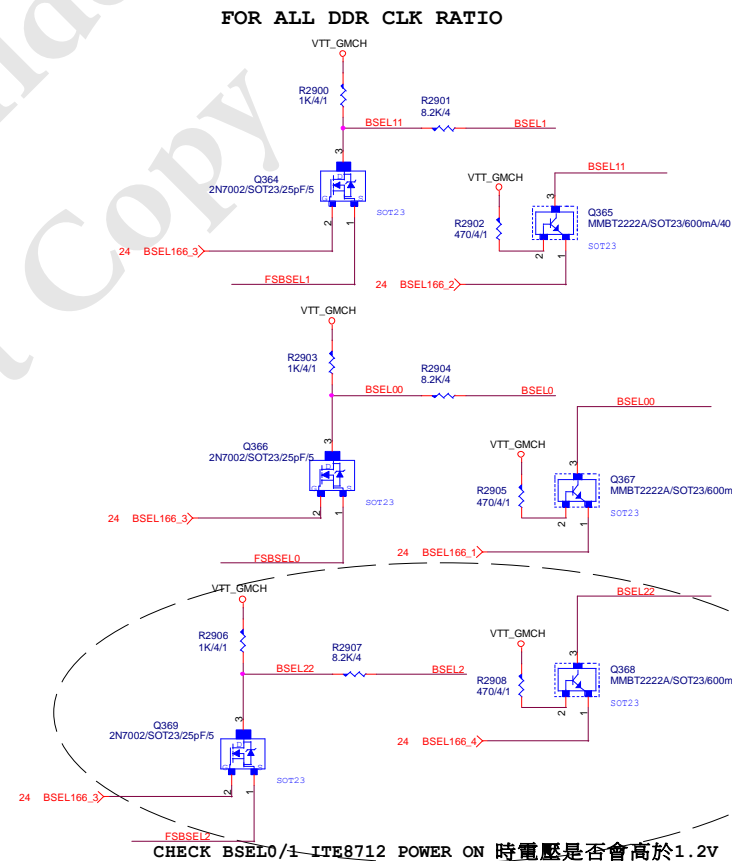 FOR ALL DDR CLK RATIO
VTT_GMCH
R2900
1K/4/1
R2901
8.2K/4
BSEL11
BSEL1
3
Q364
2N7002/SOT23/25pF/5
D
G
S
SOT23
2
1
24 BSEL166_3
FSBSEL1
BSEL11
VTT_GMCH
3
Q365
MMBT2222A/SOT23/600mA/40
R2902
470/4/1
SOT23
2
1
24 BSEL166_2
VTT_GMCH
R2903
1K/4/1
R2904
8.2K/4
BSEL00
BSEL0
3
Q366
2N7002/SOT23/25pF/5
D
G
S
SOT23
2
1
24 BSEL166_3
FSBSEL0
BSEL00
VTT_GMCH
3
Q367
MMBT2222A/SOT23/600m
R2905
470/4/1
SOT23
2
1
24 BSEL166_1
VTT_GMCH
R2906
1K/4/1
R2907
8.2K/4
BSEL22
BSEL2
3
Q369
2N7002/SOT23/25pF/5
D
G
S
SOT23
2
1
24 BSEL166_3
FSBSEL2
BSEL22
VTT_GMCH
3
Q368
MMBT2222A/SOT23/600m
R2908
470/4/1
SOT23
2
1
24 BSEL166_4
CHECK BSEL0/1 ITE8712 POWER ON 時電壓是否會高於1.2V
Copy